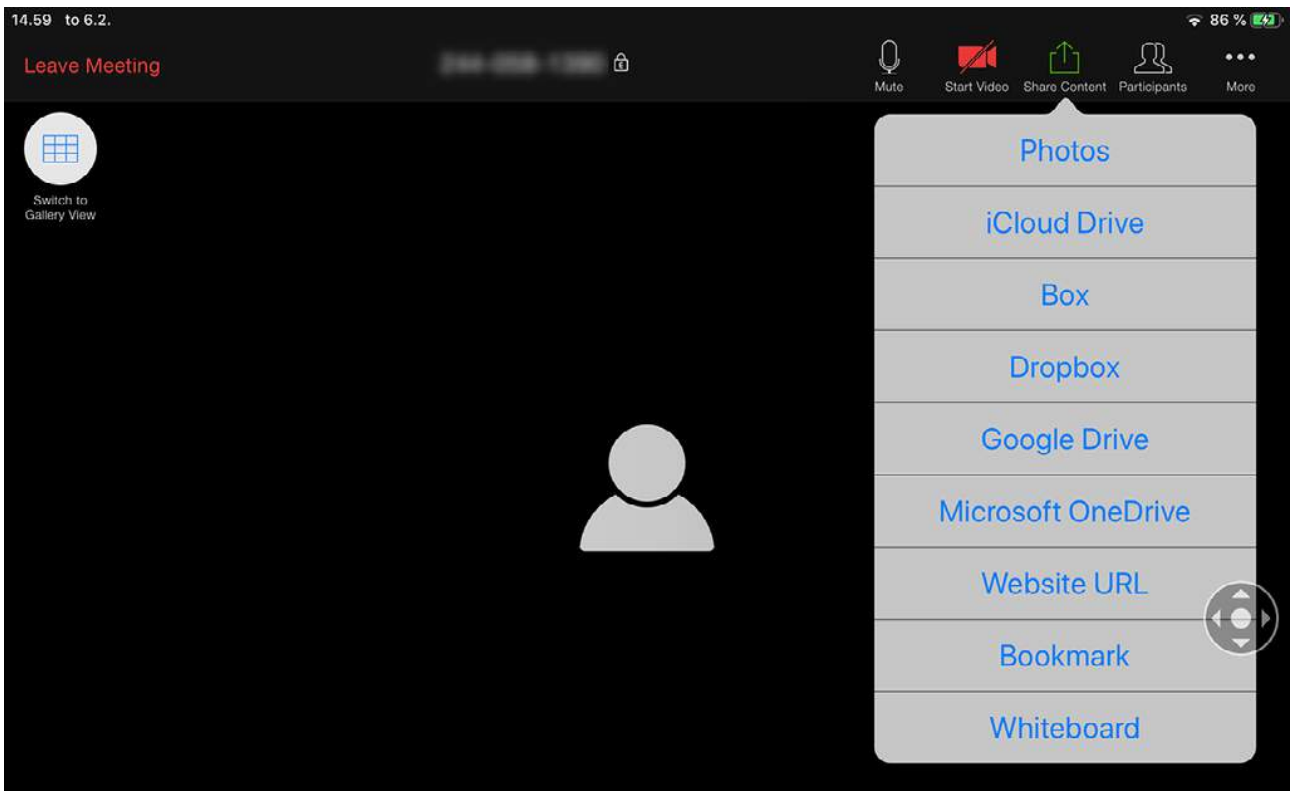 14.59 to 6.2.
86 %
Leave Meeting
Mute
Start Video
Share Content
Participants
More
Switch to
Gallery View
Photos
iCloud Drive
Box
Dropbox
Google Drive
Microsoft OneDrive
Website URL
Bookmark
Whiteboard